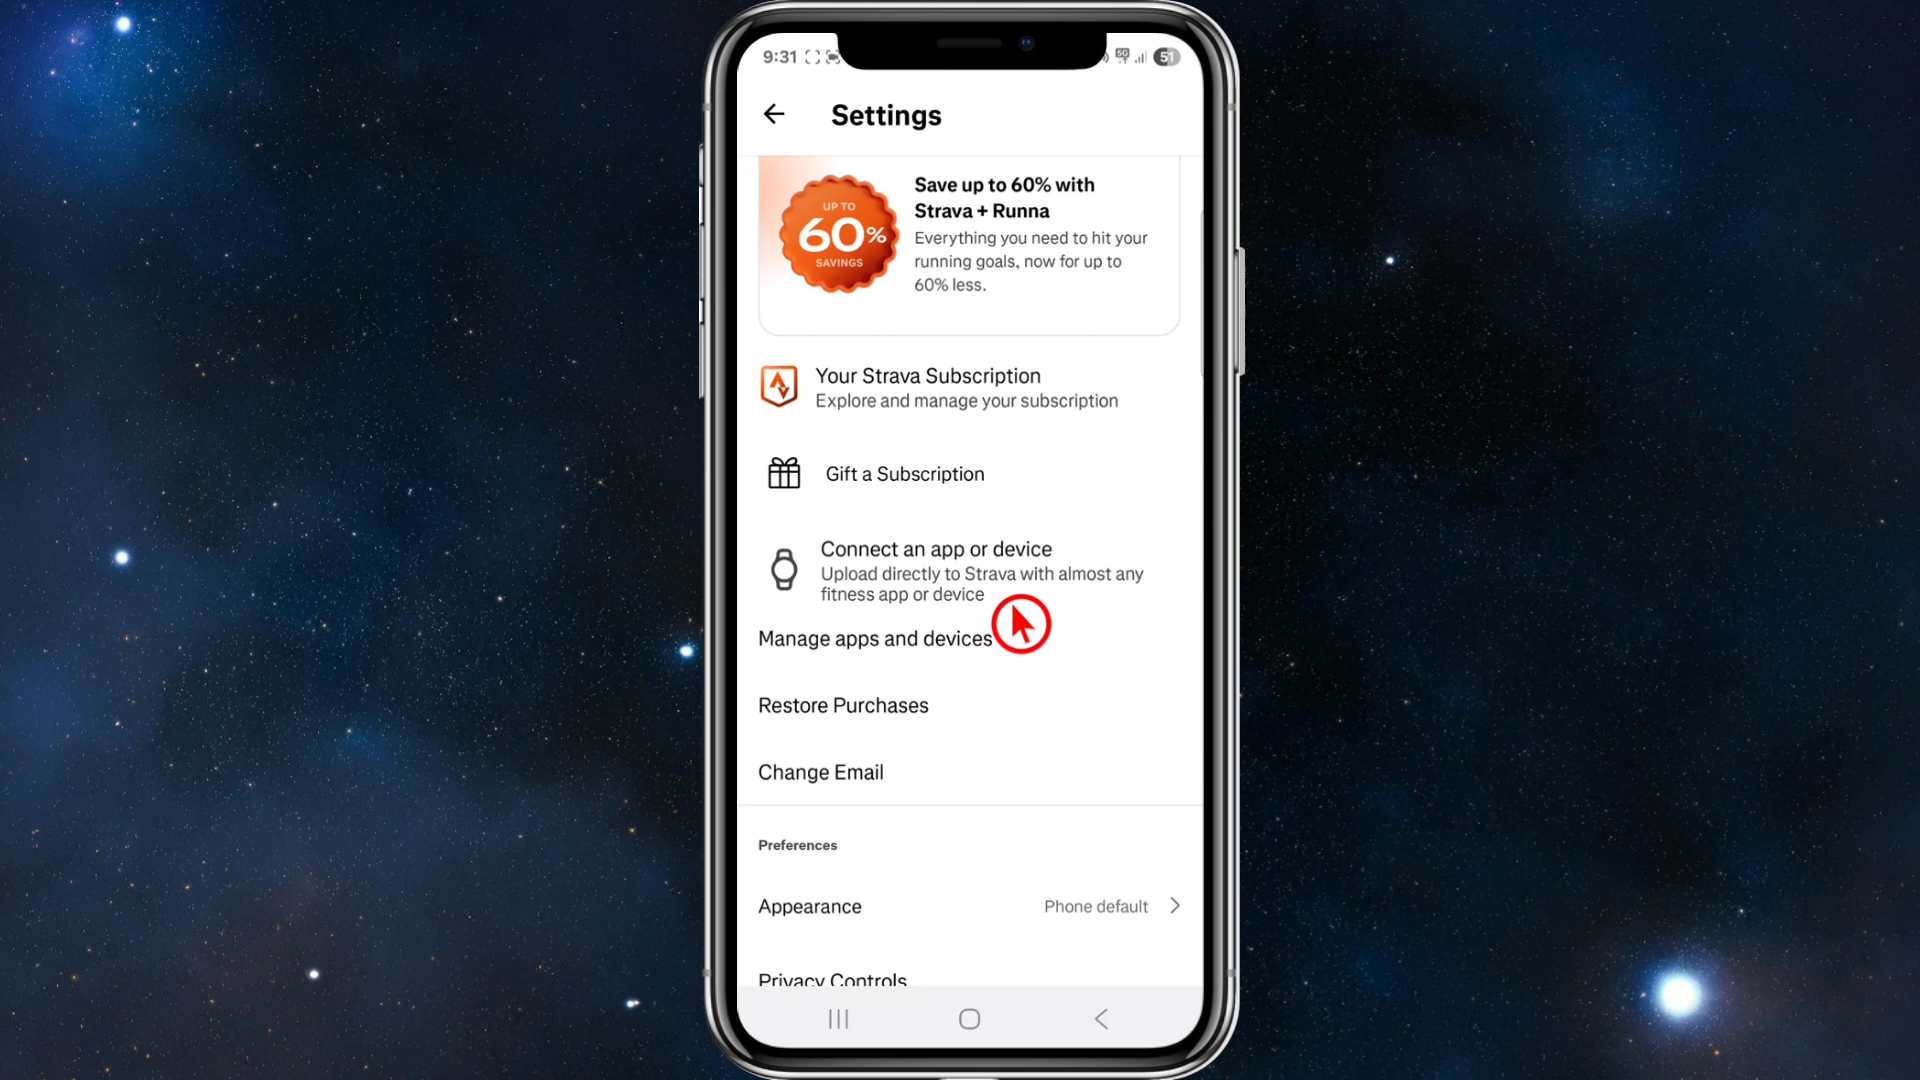 9:31
5G
51
Settings
UP TO
60%
SAVINGS
Save up to 60% with
Strava + Runna
Everything you need to hit your
running goals, now for up to
60% less.
Your Strava Subscription
Explore and manage your subscription
Gift a Subscription
Connect an app or device
Upload directly to Strava with almost any
fitness app or device
Manage apps and devices
Restore Purchases
Change Email
Preferences
Appearance
Phone default
Privacy Controls